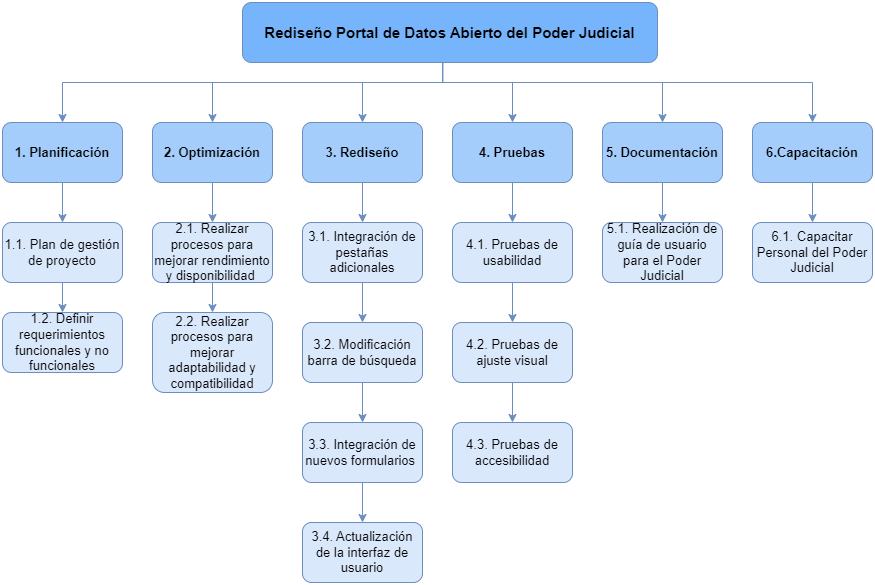 Rediseño Portal de Datos Abierto del Poder Judicial
1. Planificación
2. Optimización
3. Rediseño
4. Pruebas
5. Documentación
6.Capacitación
1.1. Plan de gestión
de proyecto
2.1. Realizar
procesos para
mejorar rendimiento
y disponibilidad
3.1. Integración de
pestañas
adicionales
4.1. Pruebas de
usabilidad
5.1. Realización de
guía de usuario
para el Poder
Judicial
6.1. Capacitar
Personal del Poder
Judicial
1.2. Definir
requerimientos
funcionales y no
funcionales
2.2. Realizar
procesos para
mejorar
adaptabilidad y
compatibilidad
3.2. Modificación
barra de búsqueda
4.2. Pruebas de
ajuste visual
3.3. Integración de
nuevos formularios
4.3. Pruebas de
accesibilidad
3.4. Actualización
de la interfaz de
usuario